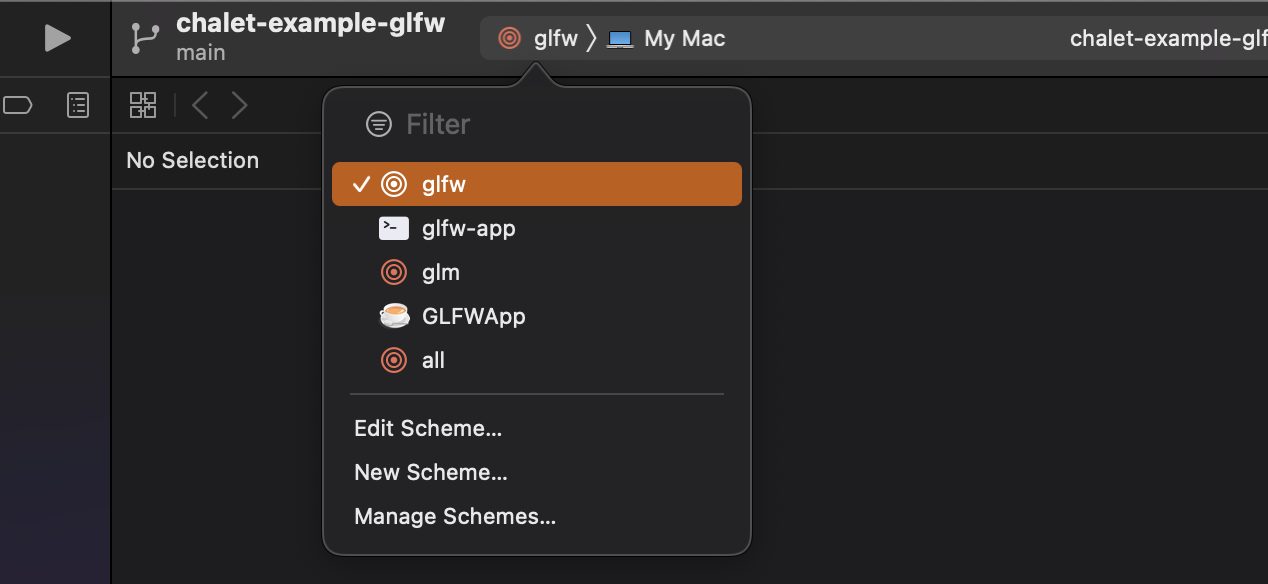 chalet-example-glfw
main
glfw
My Mac
chalet-example-glf
Filter
No Selection
glfw
glfw-app
glm
GLFWApp
all
Edit Scheme...
New Scheme...
Manage Schemes...